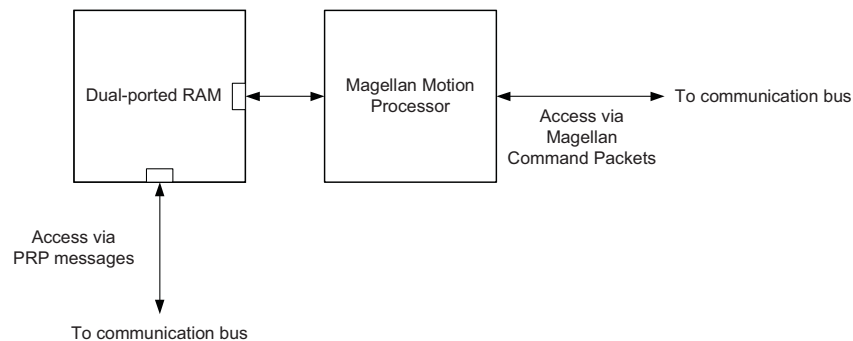 Dual-ported RAM
Magellan Motion
Processor
To communication bus
Access via
Magellan
Command Packets
Access via
PRP messages
To communication bus